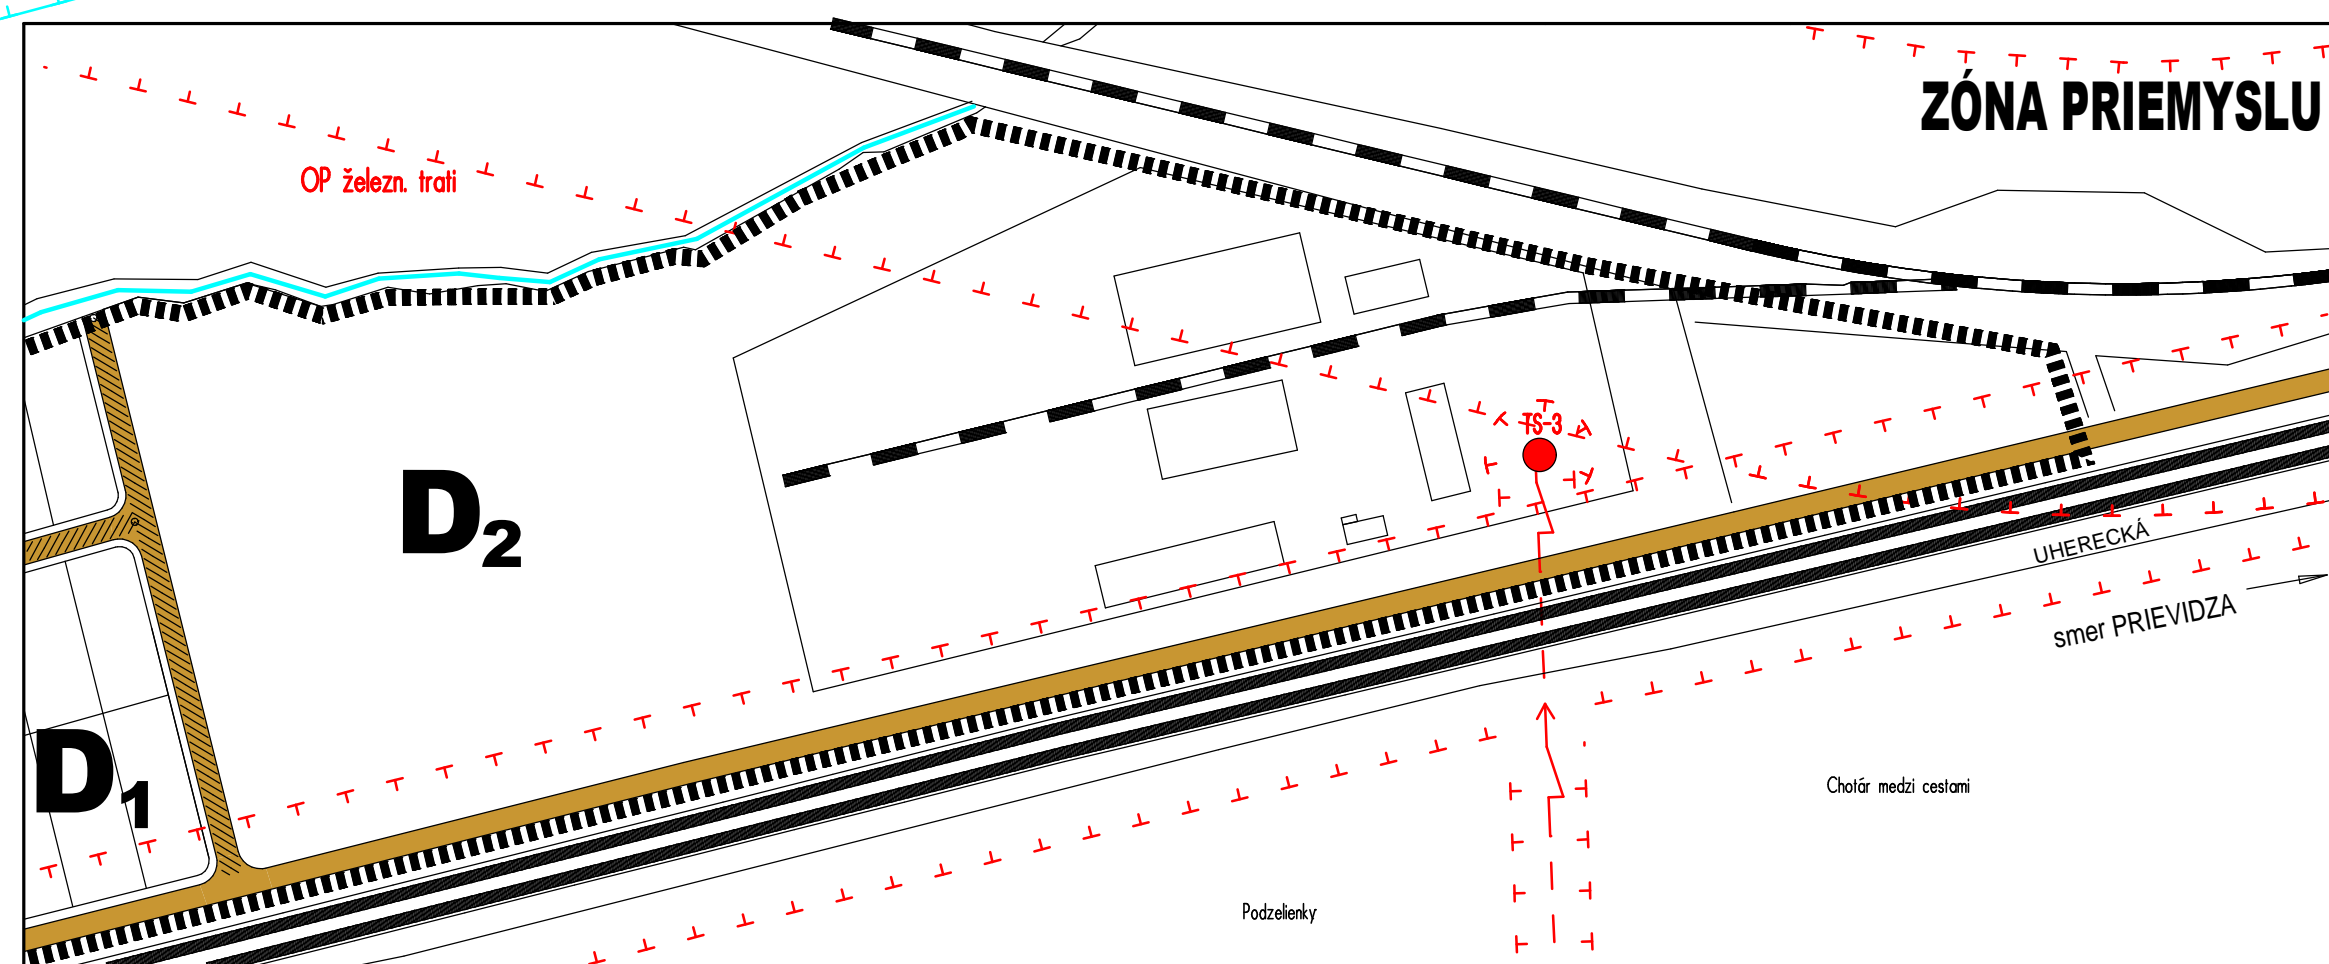 ZÓNA PRIEMYSLU
OP železn. trati
TS-3
D2
UHERECKÁ
smer PRIEVIDZA
D1
Chotár medzi cestami
Podzelienky